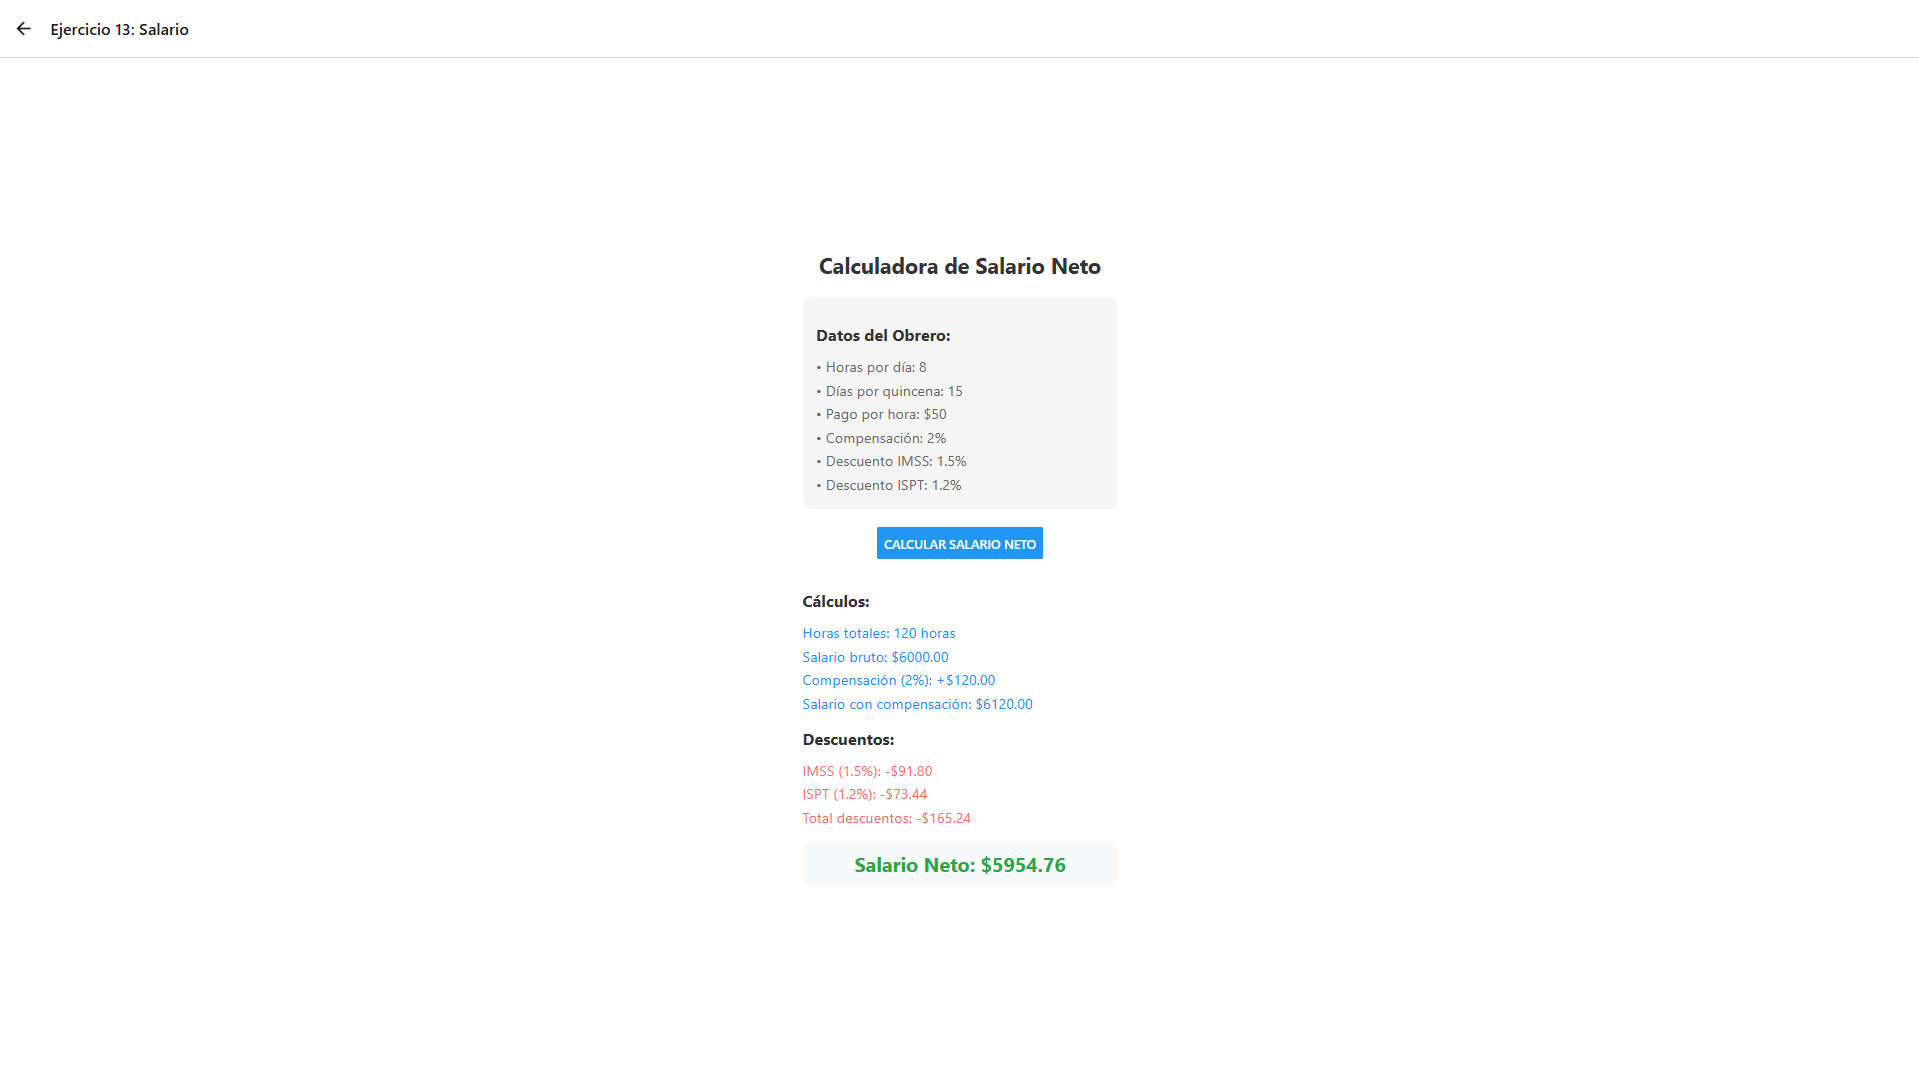 Ejercicio 13: Salario
Calculadora de Salario Neto
Datos del Obrero:
• Horas por día: 8
• Días por quincena: 15
• Pago por hora: $50
• Compensación: 2%
• Descuento IMSS: 1.5%
• Descuento ISPT: 1.2%
CALCULAR SALARIO NETO
Cálculos:
Horas totales: 120 horas
Salario bruto: $6000.00
Compensación (2%): +$120.00
Salario con compensación: $6120.00
Descuentos:
IMSS (1.5%): -$91.80
ISPT (1.2%): -$73.44
Total descuentos: -$165.24
Salario Neto: $5954.76